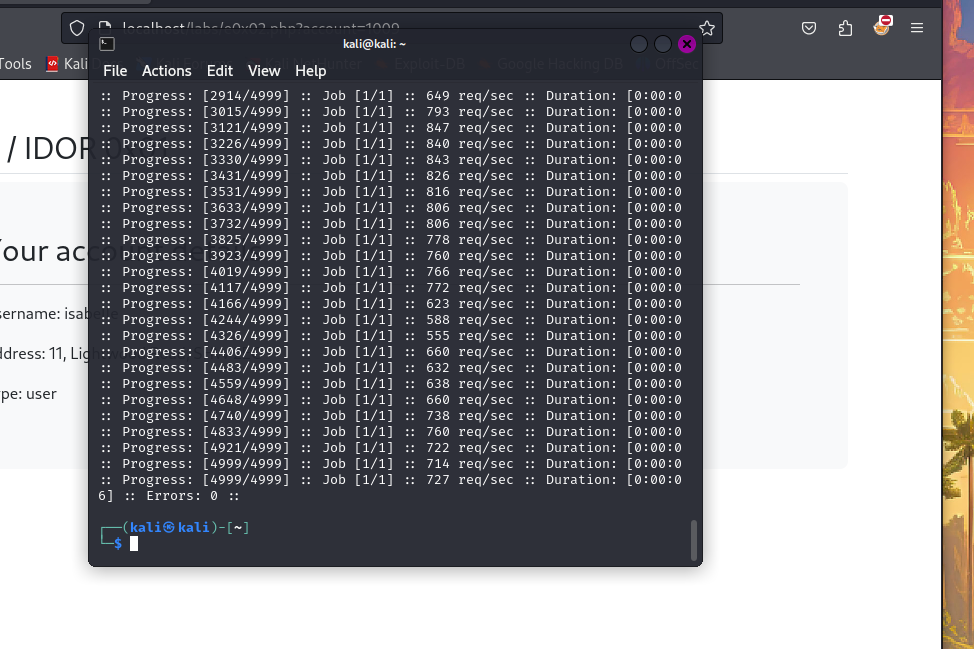 localhost/labs/e0x02.php?account=1009
kali@kali: ~
Tools Kali Exploit-DB Google Hacking DB OffSec
File Actions Edit View Help
:: Progress: [2914/4999] :: Job [1/1] :: 649 req/sec :: Duration: [0:00:0
:: Progress: [3015/4999] :: Job [1/1] :: 793 req/sec :: Duration: [0:00:0
:: Progress: [3121/4999] :: Job [1/1] :: 847 req/sec :: Duration: [0:00:0
:: Progress: [3226/4999] :: Job [1/1] :: 840 req/sec :: Duration: [0:00:0
:: Progress: [3330/4999] :: Job [1/1] :: 843 req/sec :: Duration: [0:00:0
:: Progress: [3431/4999] :: Job [1/1] :: 826 req/sec :: Duration: [0:00:0
:: Progress: [3531/4999] :: Job [1/1] :: 816 req/sec :: Duration: [0:00:0
:: Progress: [3633/4999] :: Job [1/1] :: 806 req/sec :: Duration: [0:00:0
:: Progress: [3732/4999] :: Job [1/1] :: 806 req/sec :: Duration: [0:00:0
:: Progress: [3825/4999] :: Job [1/1] :: 778 req/sec :: Duration: [0:00:0
:: Progress: [3923/4999] :: Job [1/1] :: 760 req/sec :: Duration: [0:00:0
:: Progress: [4019/4999] :: Job [1/1] :: 766 req/sec :: Duration: [0:00:0
:: Progress: [4117/4999] :: Job [1/1] :: 772 req/sec :: Duration: [0:00:0
:: Progress: [4166/4999] :: Job [1/1] :: 623 req/sec :: Duration: [0:00:0
:: Progress: [4244/4999] :: Job [1/1] :: 588 req/sec :: Duration: [0:00:0
:: Progress: [4326/4999] :: Job [1/1] :: 555 req/sec :: Duration: [0:00:0
:: Progress: [4406/4999] :: Job [1/1] :: 660 req/sec :: Duration: [0:00:0
:: Progress: [4483/4999] :: Job [1/1] :: 632 req/sec :: Duration: [0:00:0
:: Progress: [4559/4999] :: Job [1/1] :: 638 req/sec :: Duration: [0:00:0
:: Progress: [4648/4999] :: Job [1/1] :: 660 req/sec :: Duration: [0:00:0
:: Progress: [4740/4999] :: Job [1/1] :: 738 req/sec :: Duration: [0:00:0
:: Progress: [4833/4999] :: Job [1/1] :: 760 req/sec :: Duration: [0:00:0
:: Progress: [4921/4999] :: Job [1/1] :: 722 req/sec :: Duration: [0:00:0
:: Progress: [4999/4999] :: Job [1/1] :: 714 req/sec :: Duration: [0:00:0
:: Progress: [4999/4999] :: Job [1/1] :: 727 req/sec :: Duration: [0:00:0
6] :: Errors: 0 ::
┌──(kali㉿kali)-[~]
└─$
/ IDOR
Your acc
sername: isabe
ddress: 11, Lig
pe: user